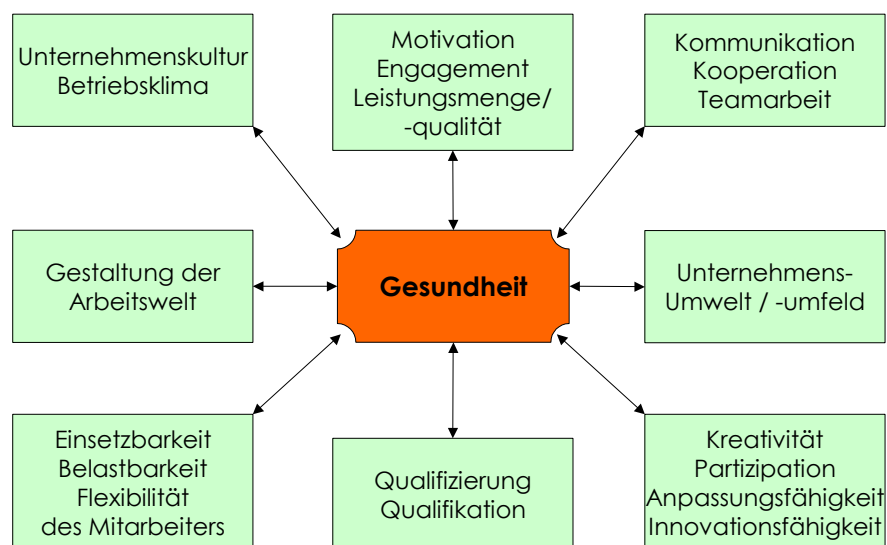 Unternehmenskultur
Betriebsklima
Motivation
Engagement
Leistungsmenge/
-qualität
Kommunikation
Kooperation
Teamarbeit
Gestaltung der
Arbeitswelt
Gesundheit
Unternehmens-
Umwelt / -umfeld
Einsetzbarkeit
Belastbarkeit
Flexibilität
des Mitarbeiters
Qualifizierung
Qualifikation
Kreativität
Partizipation
Anpassungsfähigkeit
Innovationsfähigkeit